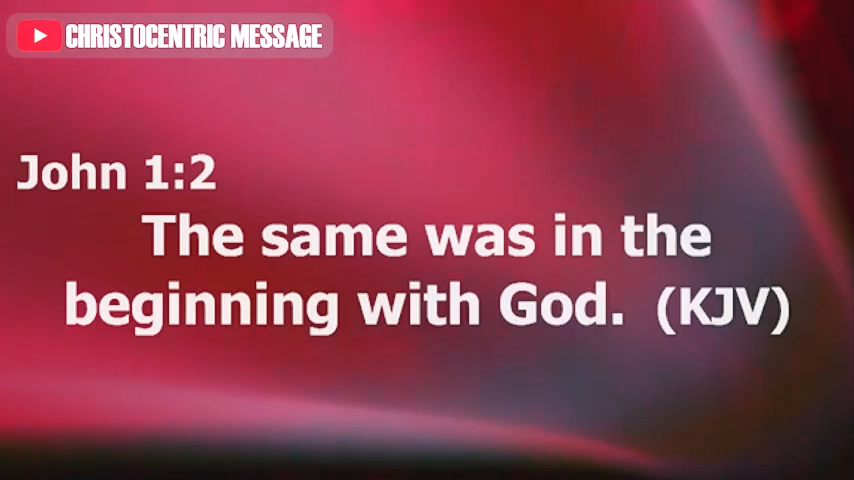 CHRISTOCENTRIC MESSAGE
John 1:2
The same was in the
beginning with God. (KJV)